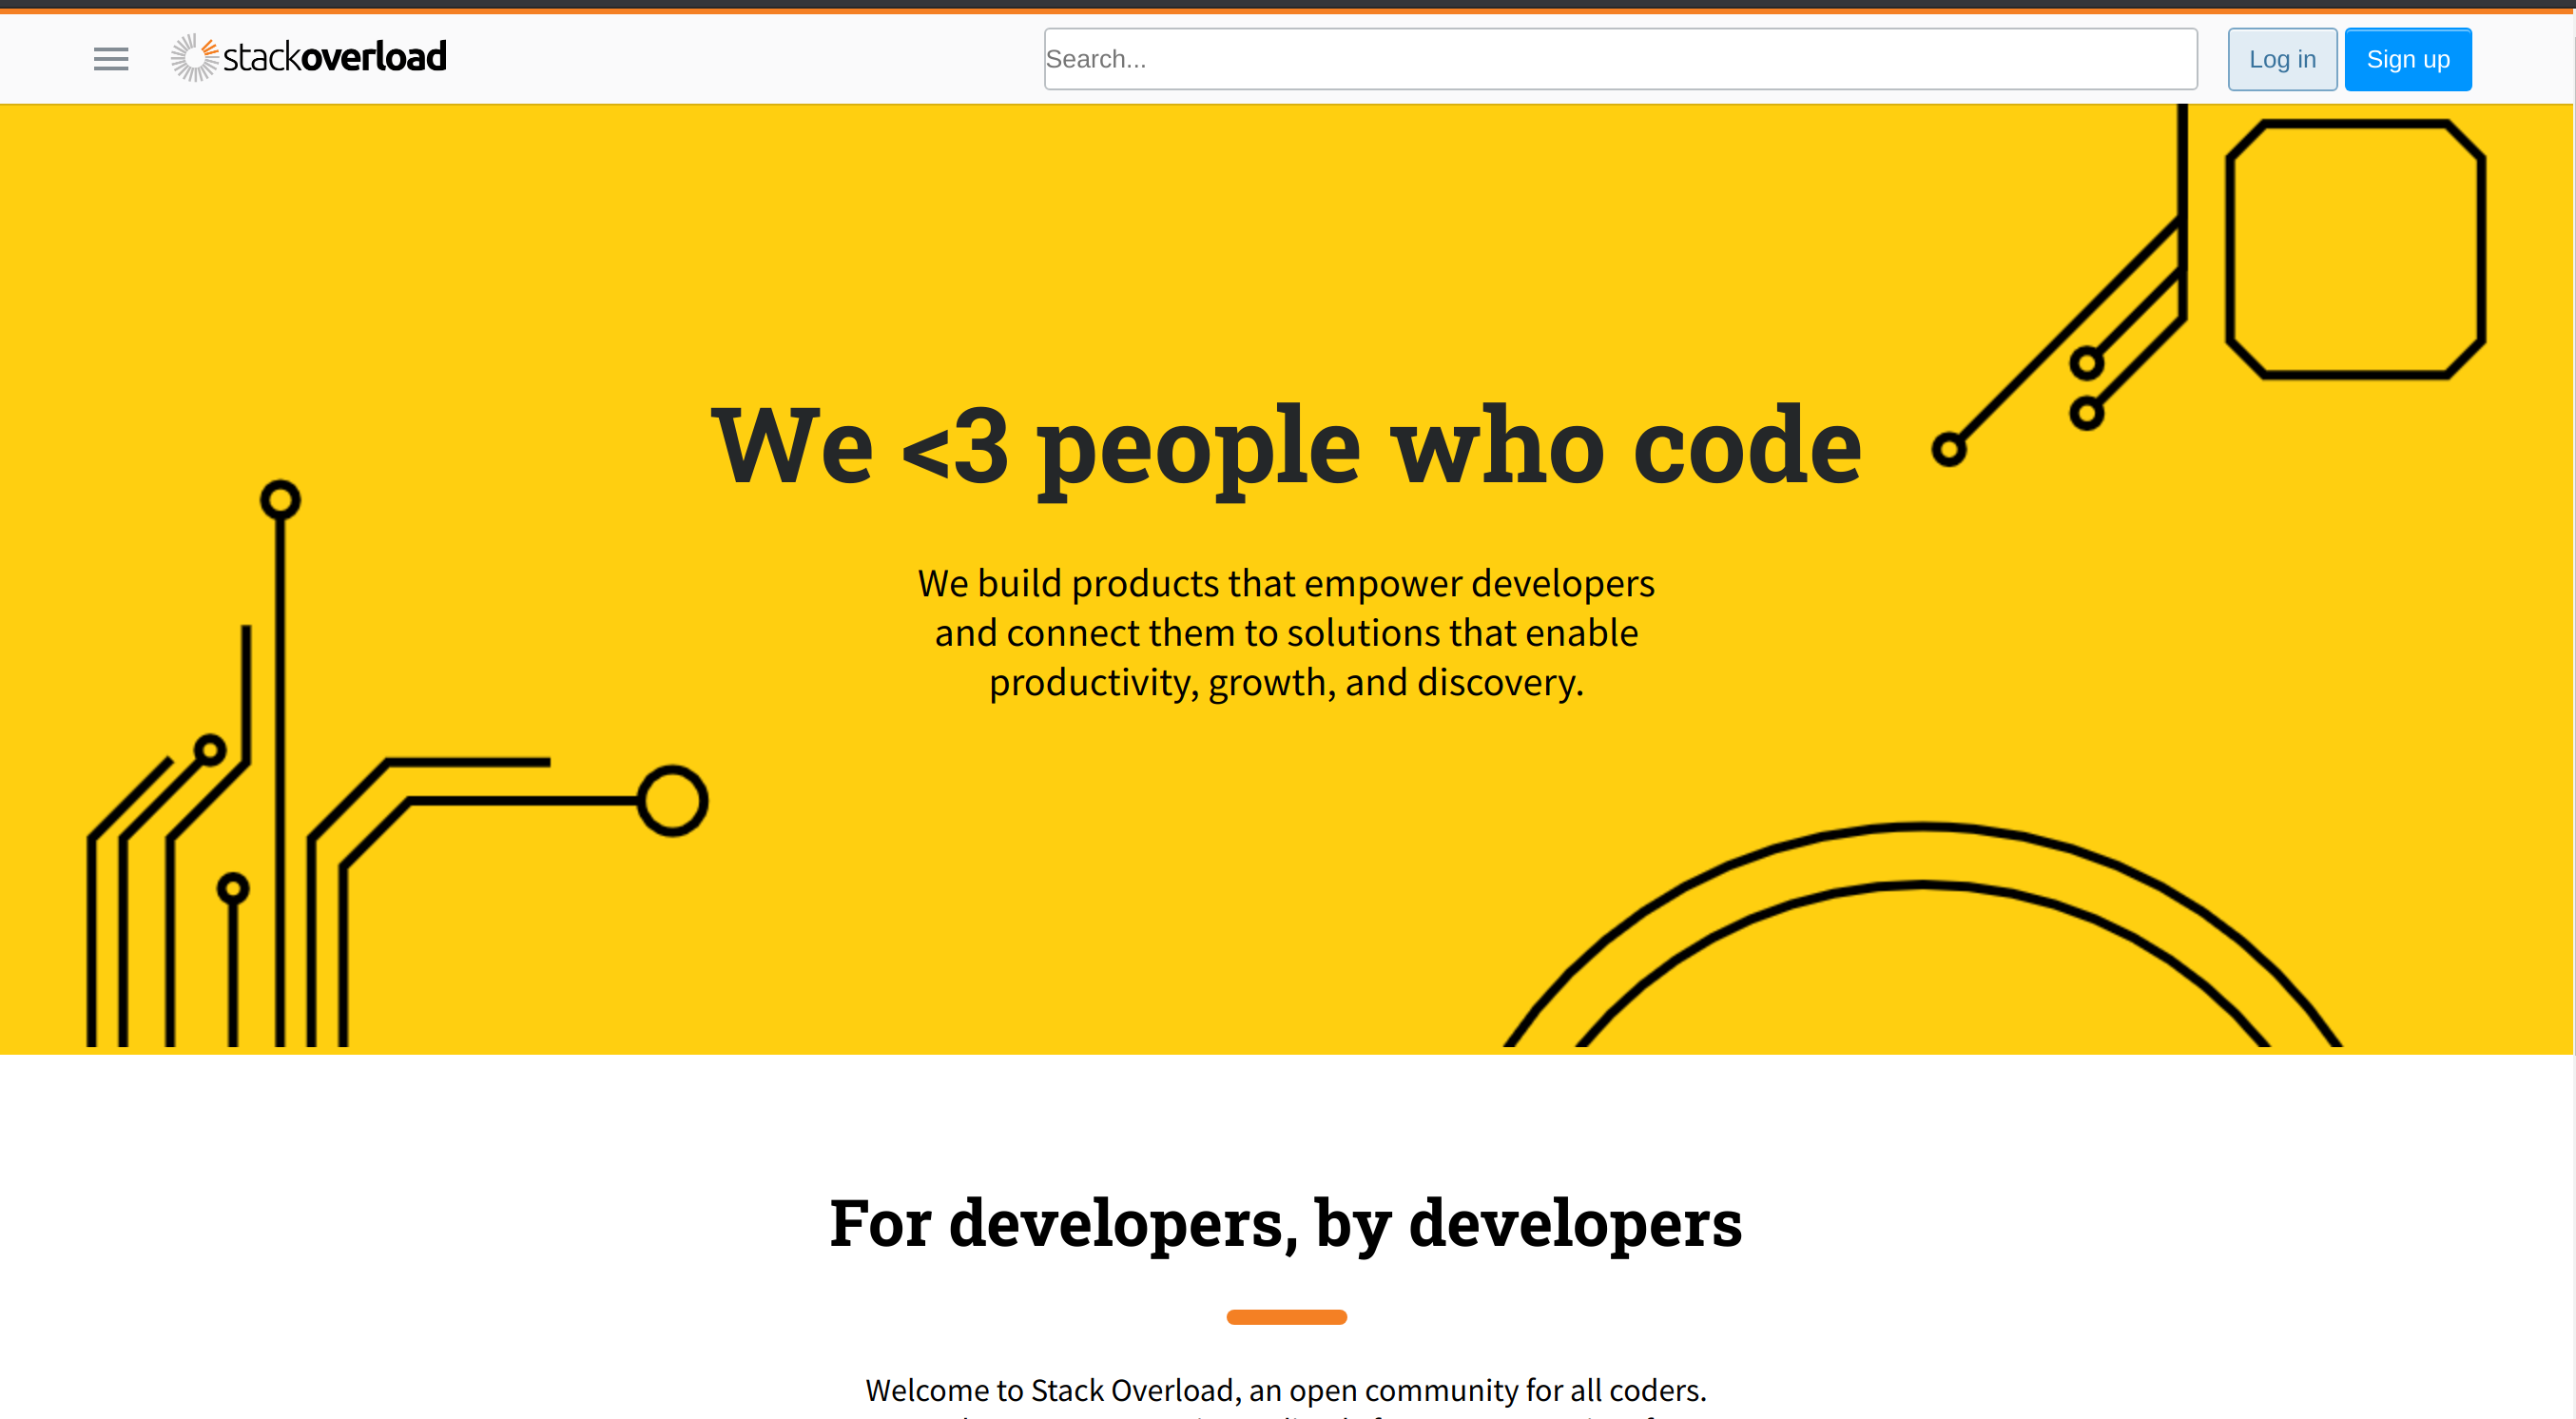 stackoverload
Search...
Log in
Sign up
We <3 people who code
We build products that empower developers
and connect them to solutions that enable
productivity, growth, and discovery.
For developers, by developers
Welcome to Stack Overload, an open community for all coders.